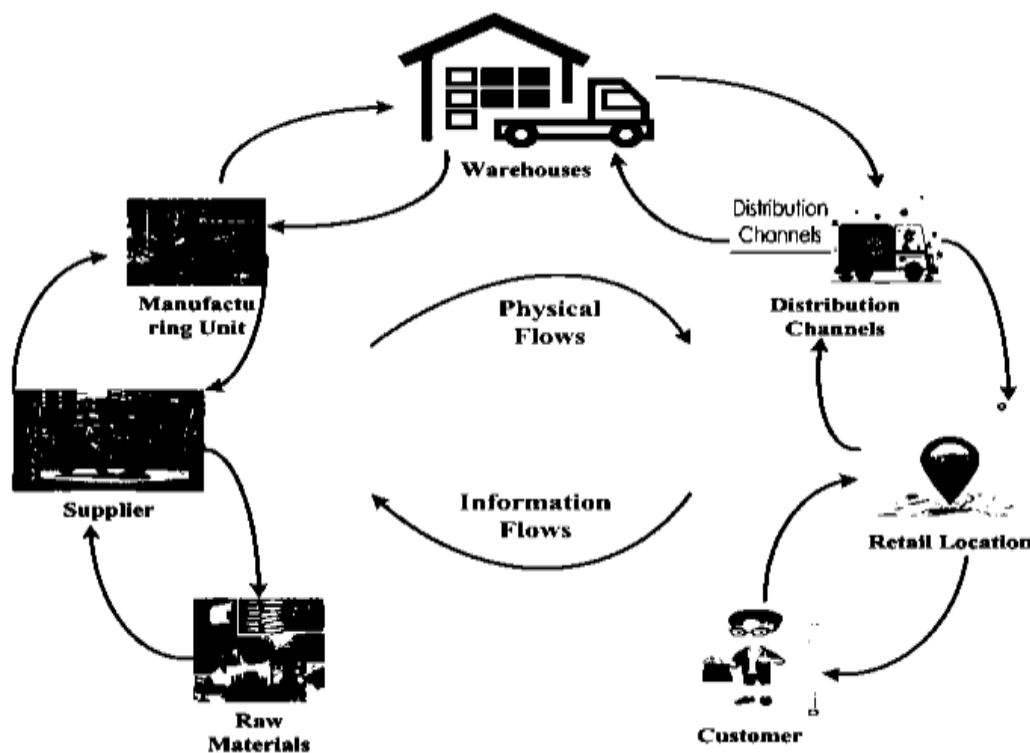 Warehouses
Distribution
Channels
Manufactu
ring Unit
Distribution
Channels
Physical
Flows
Supplier
Information
Flows
Retail Location
Raw
Materials
Customer